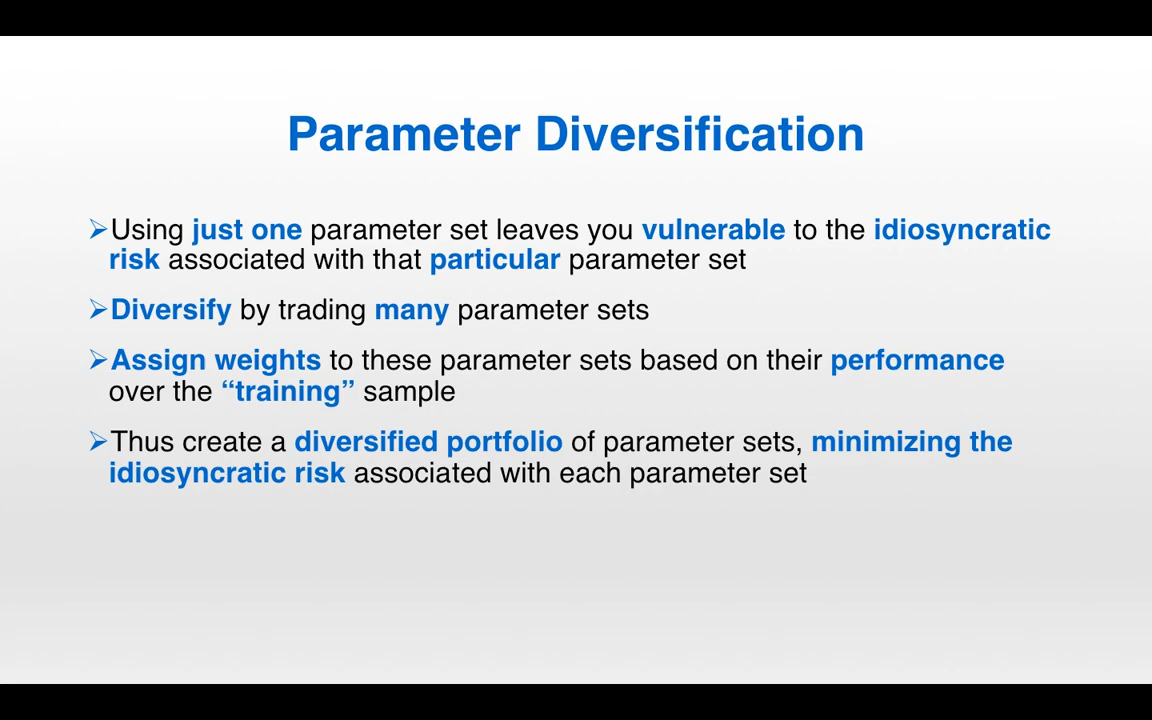 Parameter Diversification
➢Using just one parameter set leaves you vulnerable to the idiosyncratic
risk associated with that particular parameter set
➢Diversify by trading many parameter sets
➢Assign weights to these parameter sets based on their performance
over the “training” sample
➢Thus create a diversified portfolio of parameter sets, minimizing the
idiosyncratic risk associated with each parameter set